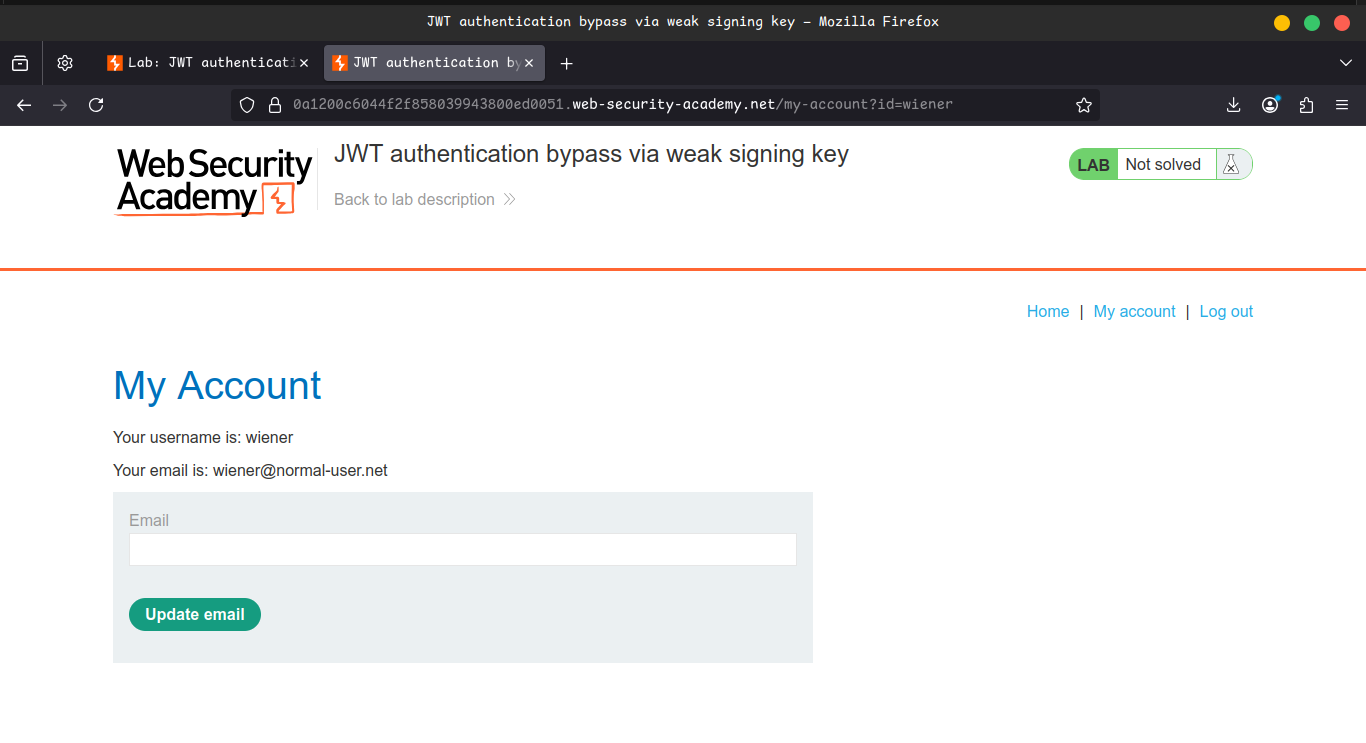 JWT authentication bypass via weak signing key — Mozilla Firefox
Lab: JWT authenticati
JWT authentication by
0a1200c6044f2f858039943800ed0051.web-security-academy.net/my-account?id=wiener
Web Security
Academy
JWT authentication bypass via weak signing key
Back to lab description
LAB Not solved
Home | My account | Log out
My Account
Your username is: wiener
Your email is: wiener@normal-user.net
Email
Update email